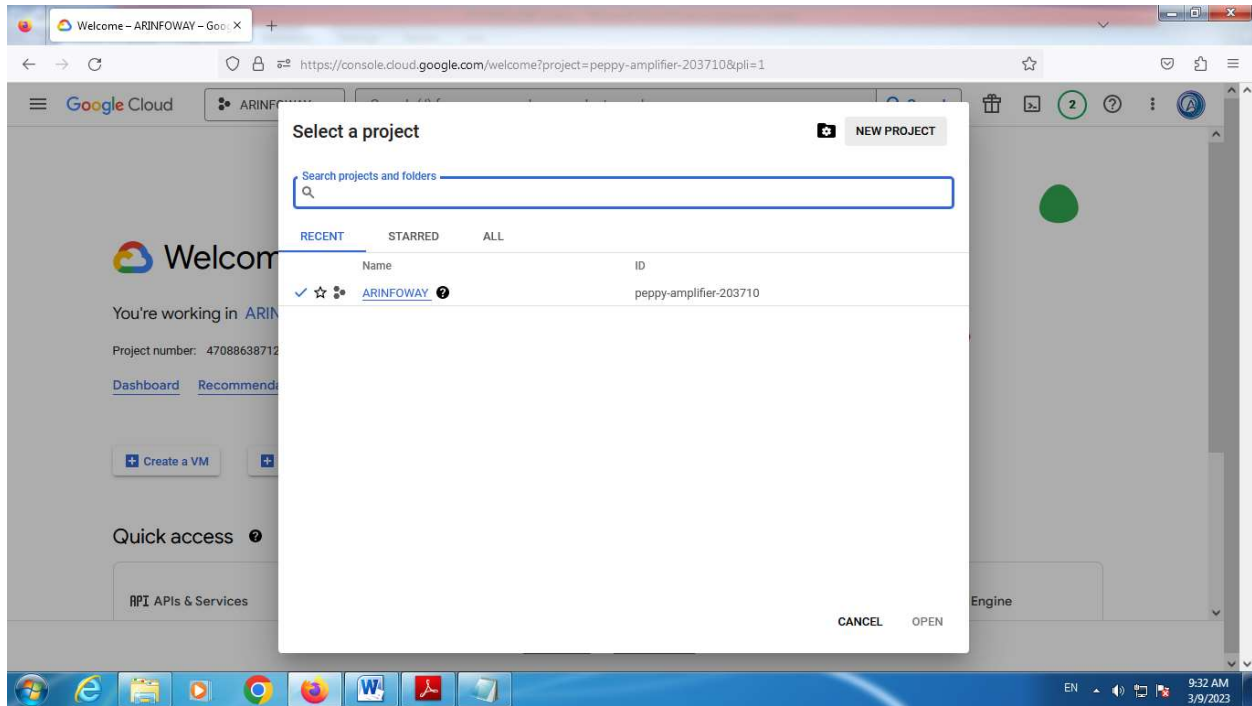 Welcome – ARINFOWAY – Goo
https://console.cloud.google.com/welcome?project=peppy-amplifier-203710&pli=1
Google Cloud
2
Select a project
NEW PROJECT
Search projects and folders
RECENT STARRED ALL
Name ID
ARINFOWAY peppy-amplifier-203710
Welcom
You're working in ARIN
Project number: 47088638712
Dashboard Recommenda
Create a VM
Quick access
API APIs & Services
Engine
CANCEL OPEN
EN
9:32 AM
3/9/2023